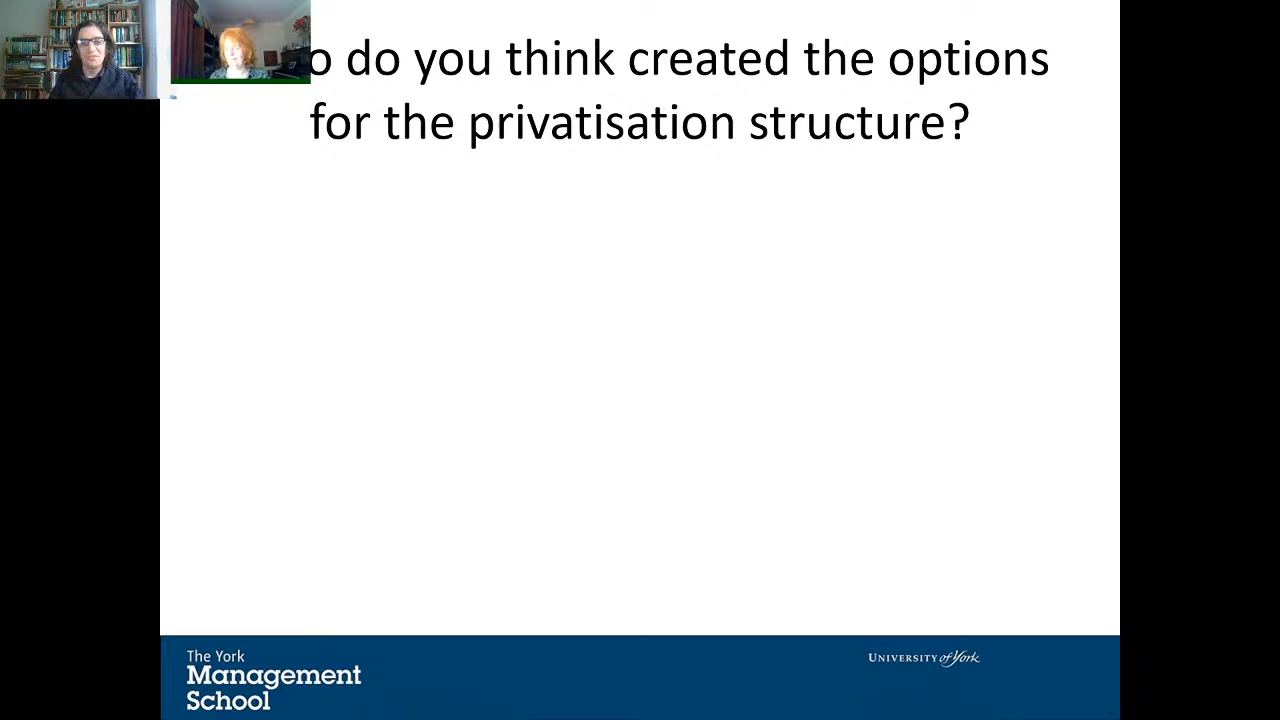 o do you think created the options
for the privatisation structure?
The York
Management
School
UNIVERSITY of York